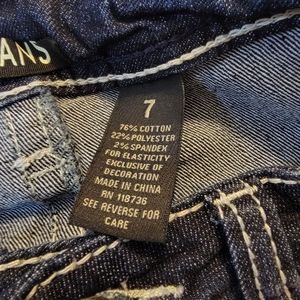 ANS
7
76% COTTON
22% POLYESTER
2% SPANDEX
FOR ELASTICITY
EXCLUSIVE OF
DECORATION
MADE IN CHINA
RN 118736
SEE REVERSE FOR
CARE